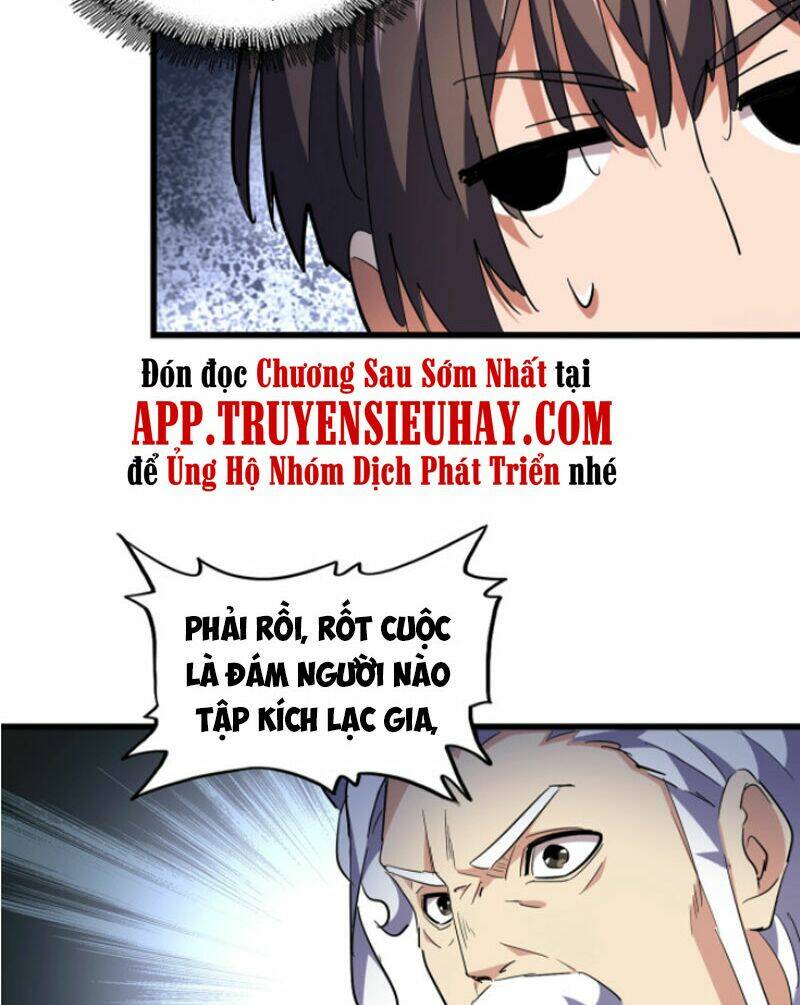 Đón đọc Chương Sau Sớm Nhất tại
APP.TRUYENSIEUHAY.COM
để Ủng Hộ Nhóm Dịch Phát Triển nhé
PHẢI RỒI, RỐT CUỘC
LÀ ĐÁM NGƯỜI NÀO
TẬP KÍCH LẠC GIA,